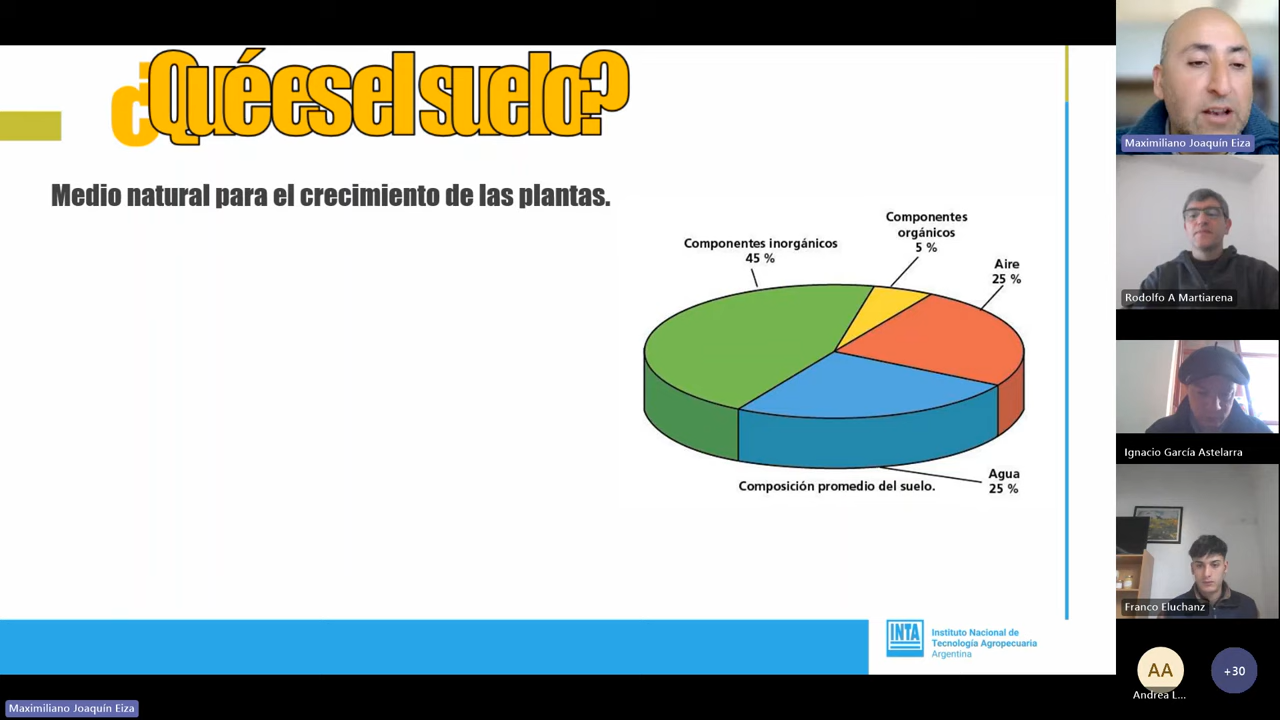 ¿Qué es el suelo?
Medio natural para el crecimiento de las plantas.
Componentes inorgánicos
45 %
Componentes
orgánicos
5 %
Aire
25 %
Agua
25 %
Composición promedio del suelo.
INTA
Instituto Nacional de
Tecnología Agropecuaria
Argentina
Maximiliano Joaquín Eiza
Rodolfo A Martiarena
Ignacio García Astelarra
Franco Eluchanz
AA
Andrea L...
+30
Maximiliano Joaquín Eiza